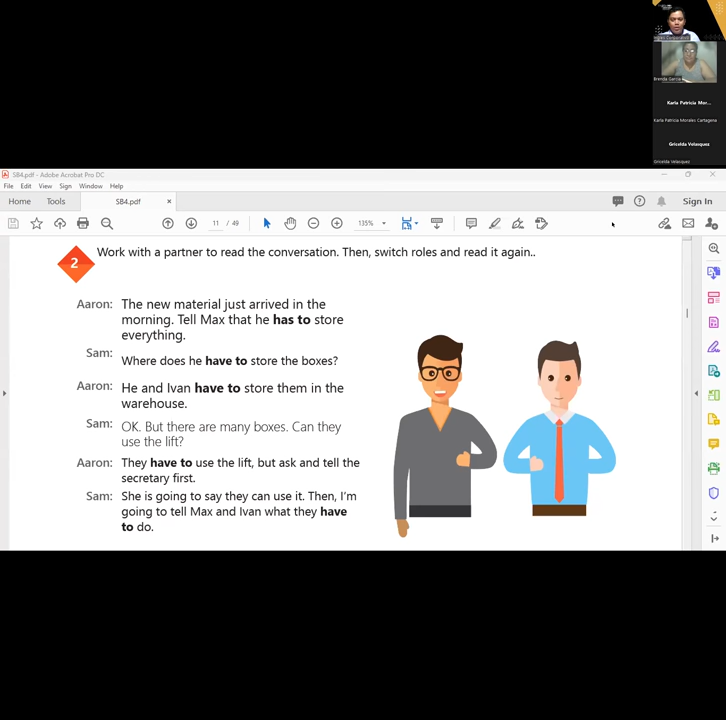 Brenda Garcia
Karla Patricia Mor...
Karla Patricia Morales Cartagena
Gricelda Velasquez
Gricelda Velasquez
SB4.pdf - Adobe Acrobat Pro DC
File Edit View Sign Window Help
Home Tools SB4.pdf × Sign In
11 / 49 135%
2 Work with a partner to read the conversation. Then, switch roles and read it again..
Aaron: The new material just arrived in the
morning. Tell Max that he has to store
everything.
Sam: Where does he have to store the boxes?
Aaron: He and Ivan have to store them in the
warehouse.
Sam: OK. But there are many boxes. Can they
use the lift?
Aaron: They have to use the lift, but ask and tell the
secretary first.
Sam: She is going to say they can use it. Then, I'm
going to tell Max and Ivan what they have
to do.